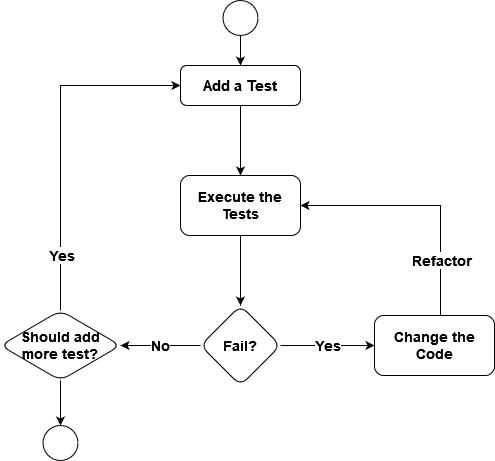 Add a Test
Execute the
Tests
Yes
Refactor
Should add
more test?
No
Fail?
Yes
Change the
Code